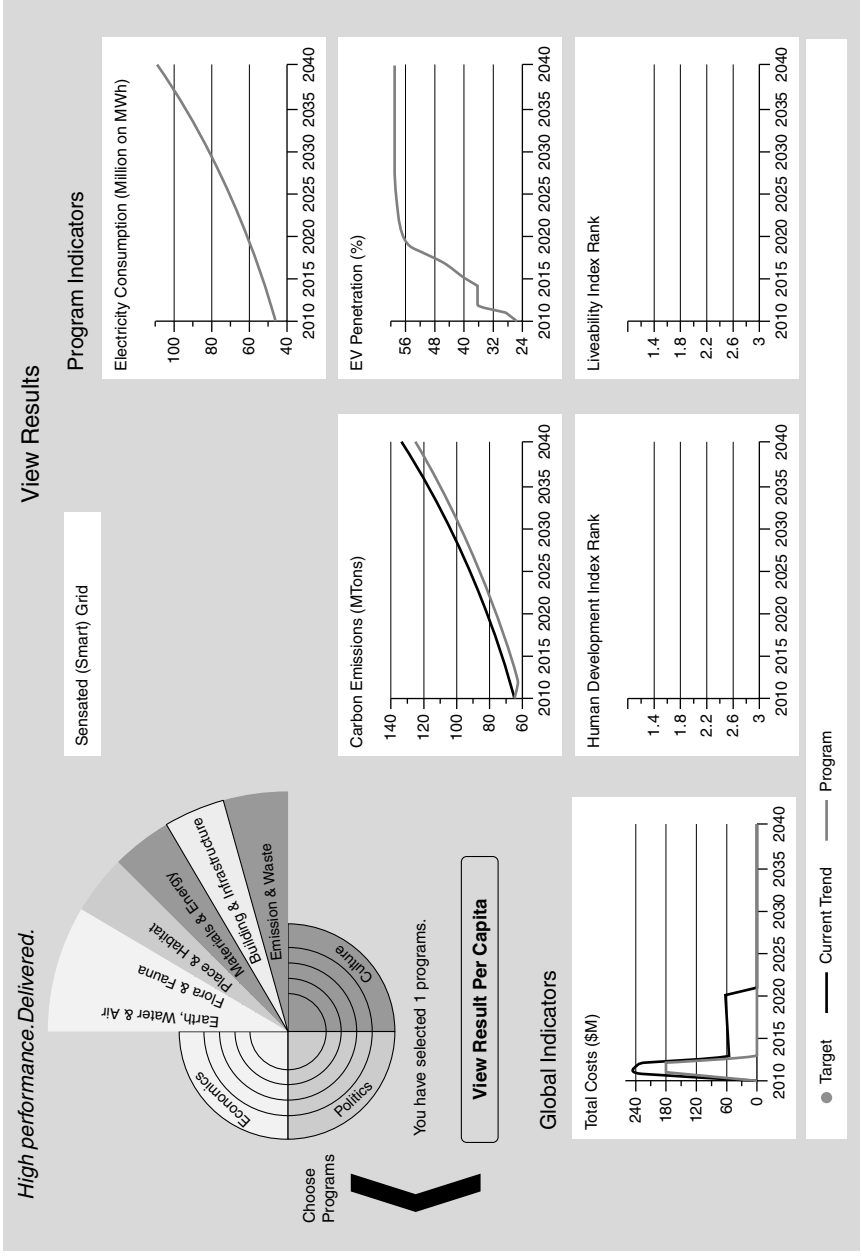 High performance.Delivered.
View Results
Choose
Programs
Economics
Politics
Culture
Earth, Water & Air
Flora & Fauna
Place & Habitat
Materials & Energy
Building & Infrastructure
Emission & Waste
You have selected 1 programs.
View Result Per Capita
Sensated (Smart) Grid
Program Indicators
Electricity Consumption (Million on MWh)
100
80
60
40
2010 2015 2020 2025 2030 2035 2040
Carbon Emissions (MTons)
140
120
100
80
60
2010 2015 2020 2025 2030 2035 2040
EV Penetration (%)
56
48
40
32
24
2010 2015 2020 2025 2030 2035 2040
Global Indicators
Total Costs ($M)
240
180
120
60
0
2010 2015 2020 2025 2030 2035 2040
Human Development Index Rank
1.4
1.8
2.2
2.6
3
2010 2015 2020 2025 2030 2035 2040
Liveability Index Rank
1.4
1.8
2.2
2.6
3
2010 2015 2020 2025 2030 2035 2040
Target Current Trend Program